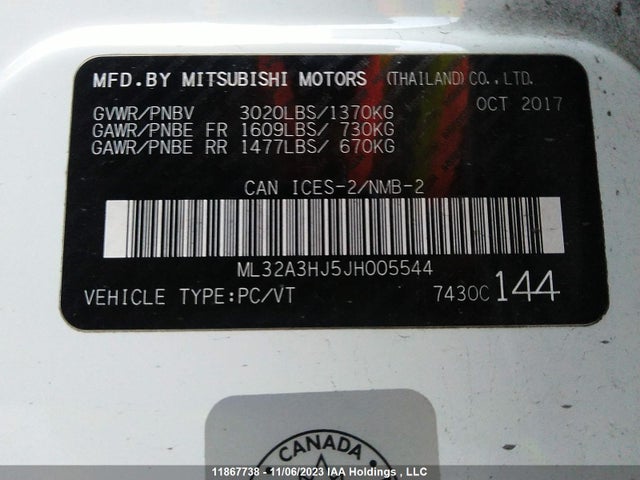 MFD.BY MITSUBISHI MOTORS (THAILAND)CO.,LTD.
GVWR/PNBV 3020LBS/1370KG OCT 2017
GAWR/PNBE FR 1609LBS/ 730KG
GAWR/PNBE RR 1477LBS/ 670KG
CAN ICES-2/NMB-2
ML32A3HJ5JH005544
VEHICLE TYPE:PC/VT 7430C 144
CANADA
11867738 - 11/06/2023 IAA Holdings , LLC